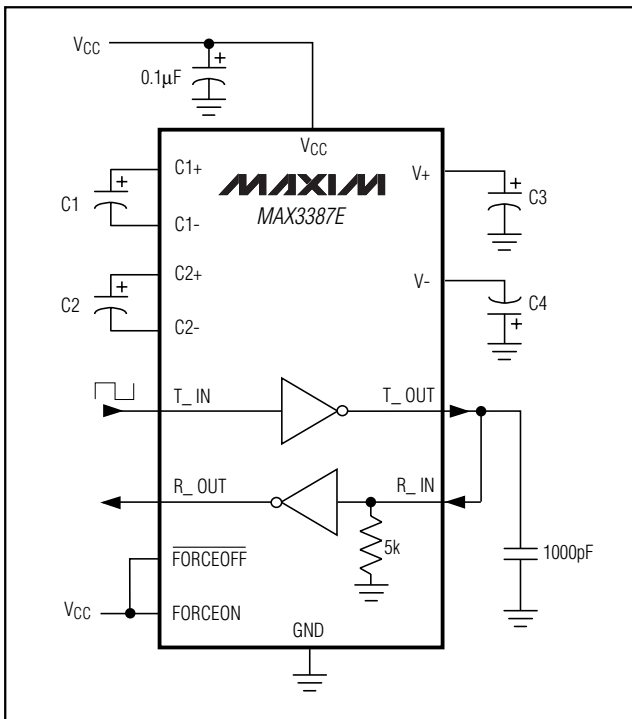 VCC
0.1µF
VCC
C1+
V+
MAXIM
MAX3387E
C1
C3
C1-
C2+
V-
C2
C4
C2-
T_ IN
T_ OUT
R_ OUT
R_ IN
5k
1000pF
FORCEOFF
VCC
FORCEON
GND